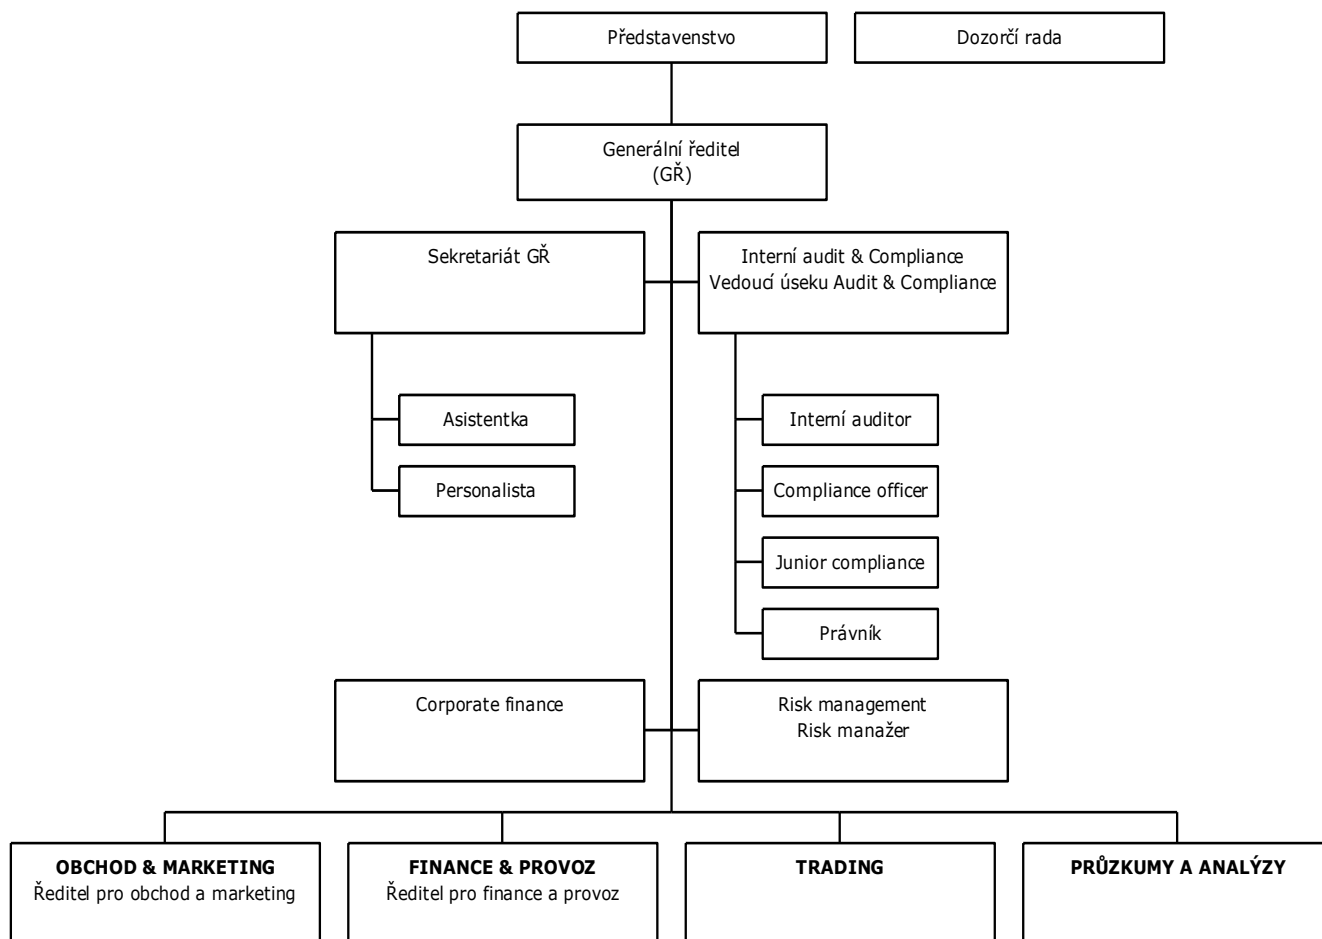 Představenstvo
Dozorčí rada
Generální ředitel
(GŘ)
Sekretariát GŘ
Interní audit & Compliance
Vedoucí úseku Audit & Compliance
Asistentka
Interní auditor
Personalista
Compliance officer
Junior compliance
Právník
Corporate finance
Risk management
Risk manažer
OBCHOD & MARKETING
Ředitel pro obchod a marketing
FINANCE & PROVOZ
Ředitel pro finance a provoz
TRADING
PRŮZKUMY A ANALÝZY